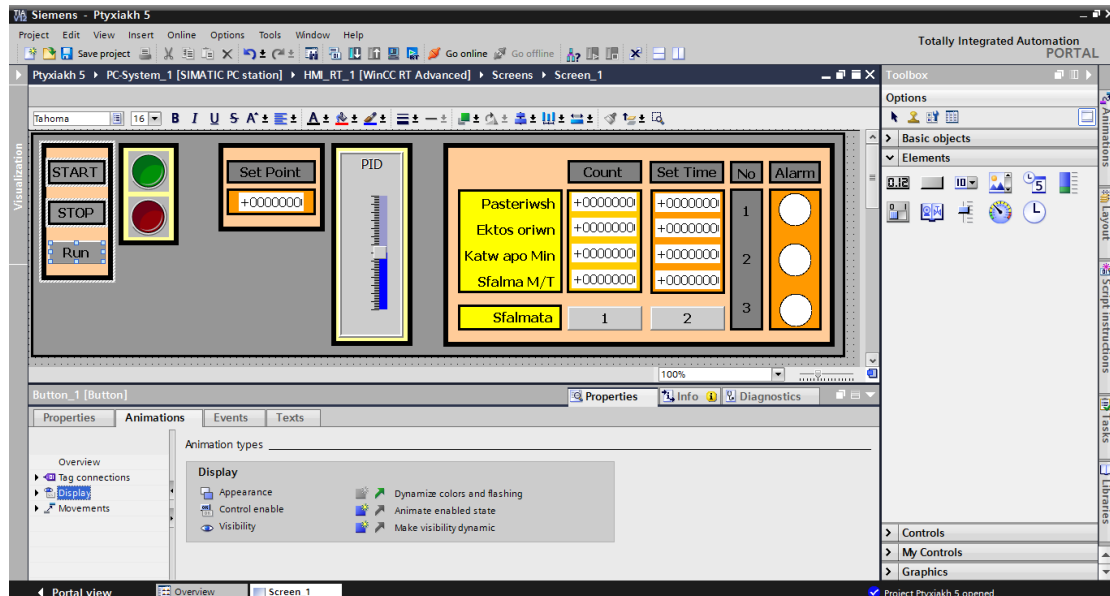 Siemens - Ptyxiakh 5
Project Edit View Insert Online Options Tools Window Help
Save project Go online Go offline
Totally Integrated Automation
PORTAL
Ptyxiakh 5 PC-System_1 [SIMATIC PC station] HMI_RT_1 [WinCC RT Advanced] Screens Screen_1
Toolbox
Options
Tahoma 16 B I U S A
Visualization
Basic objects
Elements
START
STOP
Run
Set Point
+0000000
PID
Count Set Time No Alarm
Pasteriwsh +0000000 +0000000
Ektos oriwn +0000000 +0000000
Katw apo Min +0000000 +0000000
Sfalma M/T +0000000 +0000000
1
2
3
Sfalmata 1 2
0.12
10
5
100%
Button_1 [Button]
Properties Info Diagnostics
Properties Animations Events Texts
Overview
Tag connections
Display
Movements
Animation types
Display
Appearance Dynamize colors and flashing
Control enable Animate enabled state
Visibility Make visibility dynamic
Controls
My Controls
Graphics
Animations
Layout
Script instructions
Tasks
Libraries
Portal view Overview Screen_1
Project Ptyxiakh 5 opened.